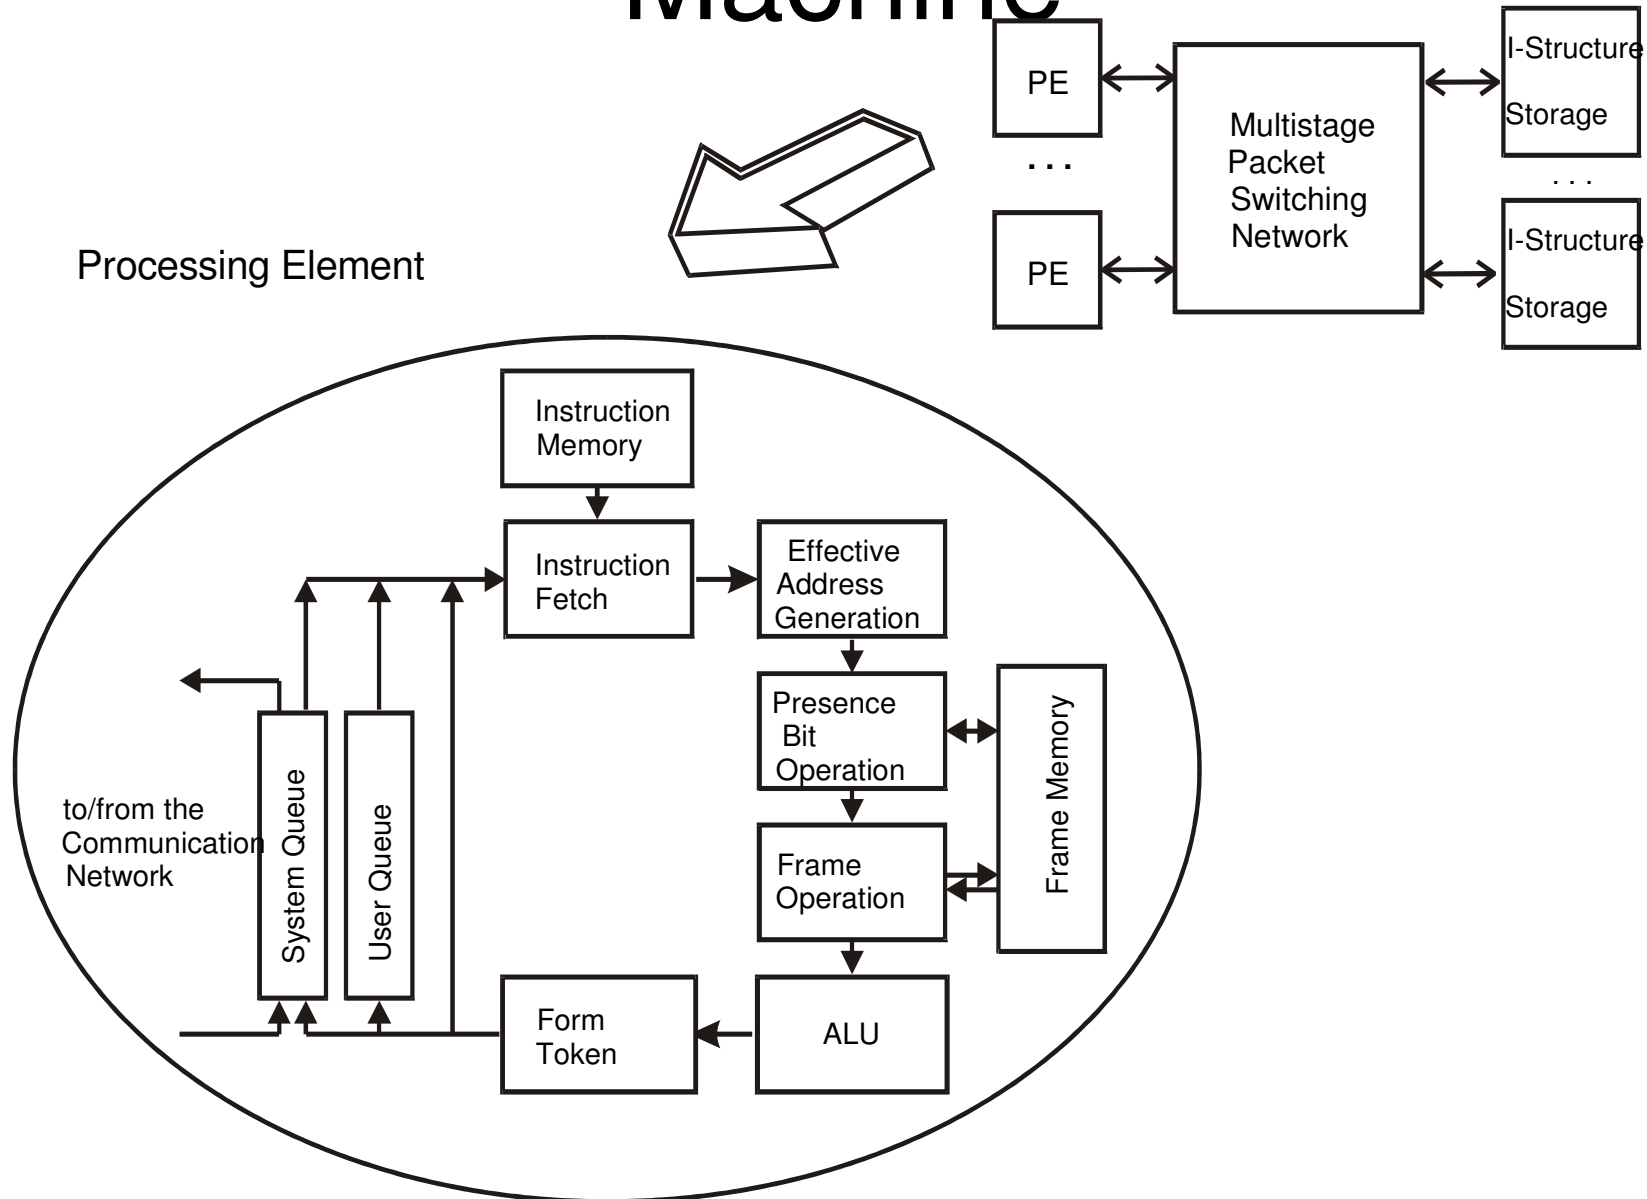 Machine
PE
. . .
PE
Multistage
Packet
Switching
Network
I-Structure
Storage
. . .
I-Structure
Storage
Processing Element
Instruction
Memory
Instruction
Fetch
Effective
Address
Generation
Presence
Bit
Operation
Frame
Operation
Frame Memory
ALU
Form
Token
to/from the
Communication
Network
System Queue
User Queue